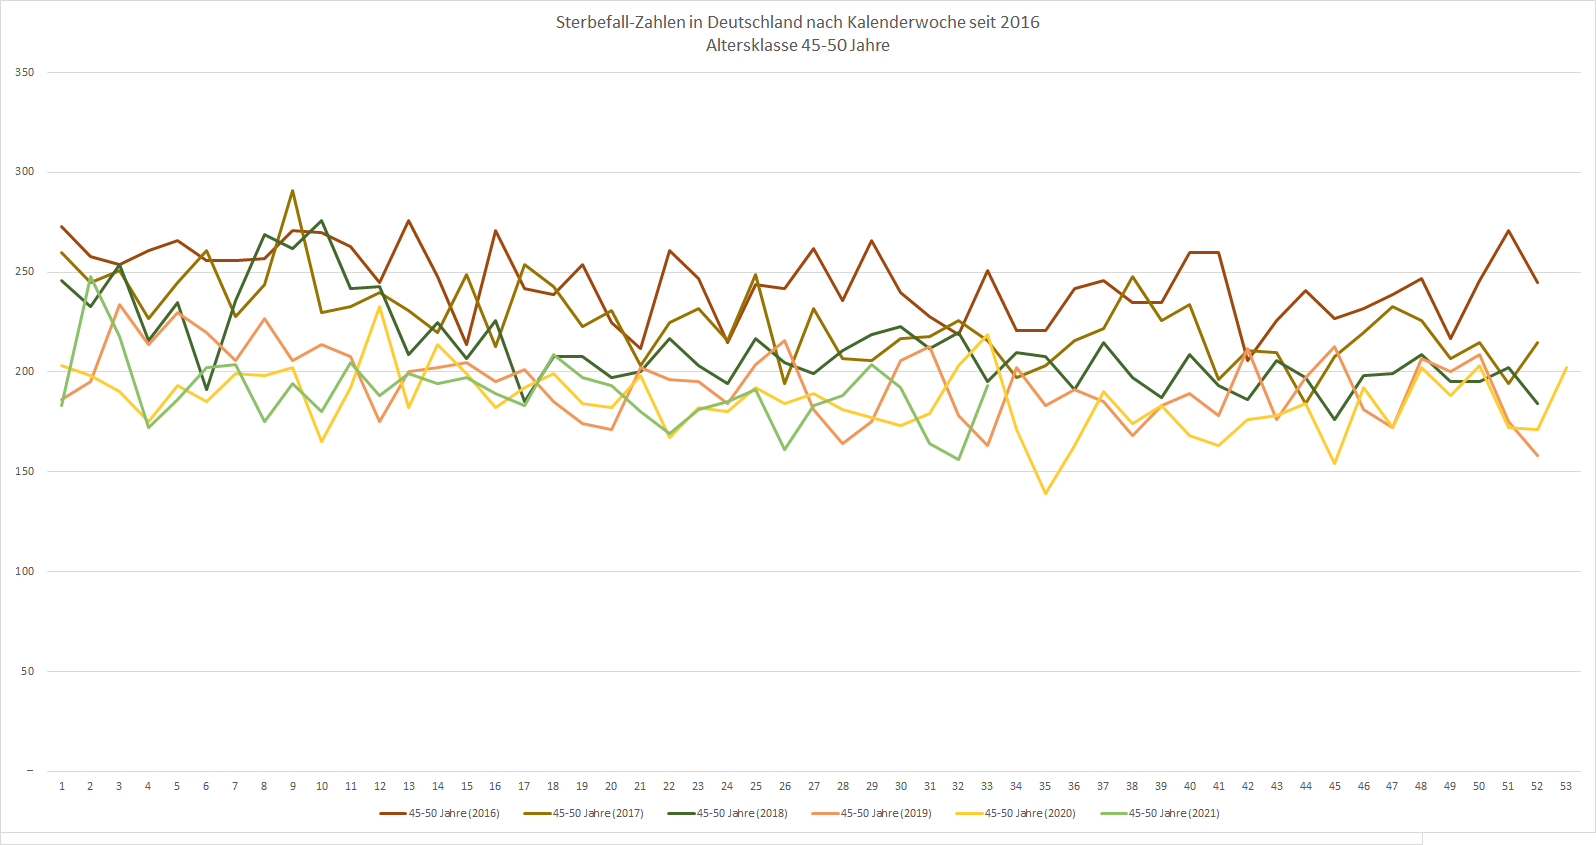 Sterbefall-Zahlen in Deutschland nach Kalenderwoche seit 2016
Altersklasse 45-50 Jahre
350
300
250
200
150
100
50
–
1 2 3 4 5 6 7 8 9 10 11 12 13 14 15 16 17 18 19 20 21 22 23 24 25 26 27 28 29 30 31 32 33 34 35 36 37 38 39 40 41 42 43 44 45 46 47 48 49 50 51 52 53
45-50 Jahre (2016) 45-50 Jahre (2017) 45-50 Jahre (2018) 45-50 Jahre (2019) 45-50 Jahre (2020) 45-50 Jahre (2021)